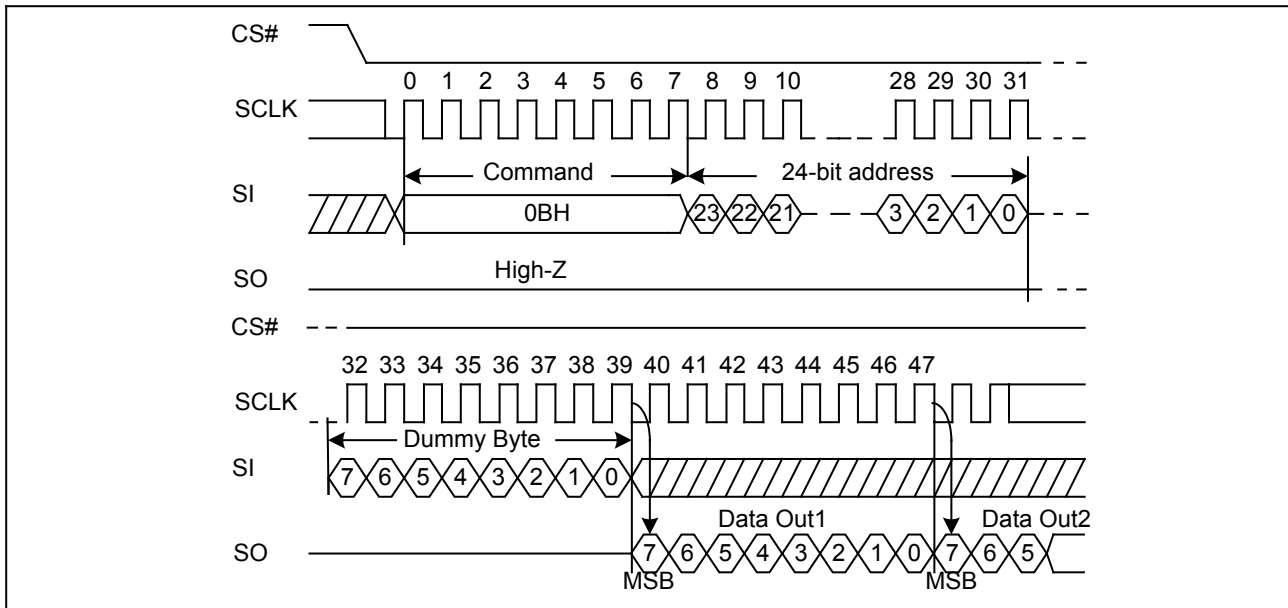 CS#
0 1 2 3 4 5 6 7 8 9 10 28 29 30 31
SCLK
Command 24-bit address
SI
0BH 23 22 21 3 2 1 0
High-Z
SO
CS#
32 33 34 35 36 37 38 39 40 41 42 43 44 45 46 47
SCLK
Dummy Byte
SI
7 6 5 4 3 2 1 0
Data Out1 Data Out2
SO
7 6 5 4 3 2 1 0 7 6 5
MSB MSB